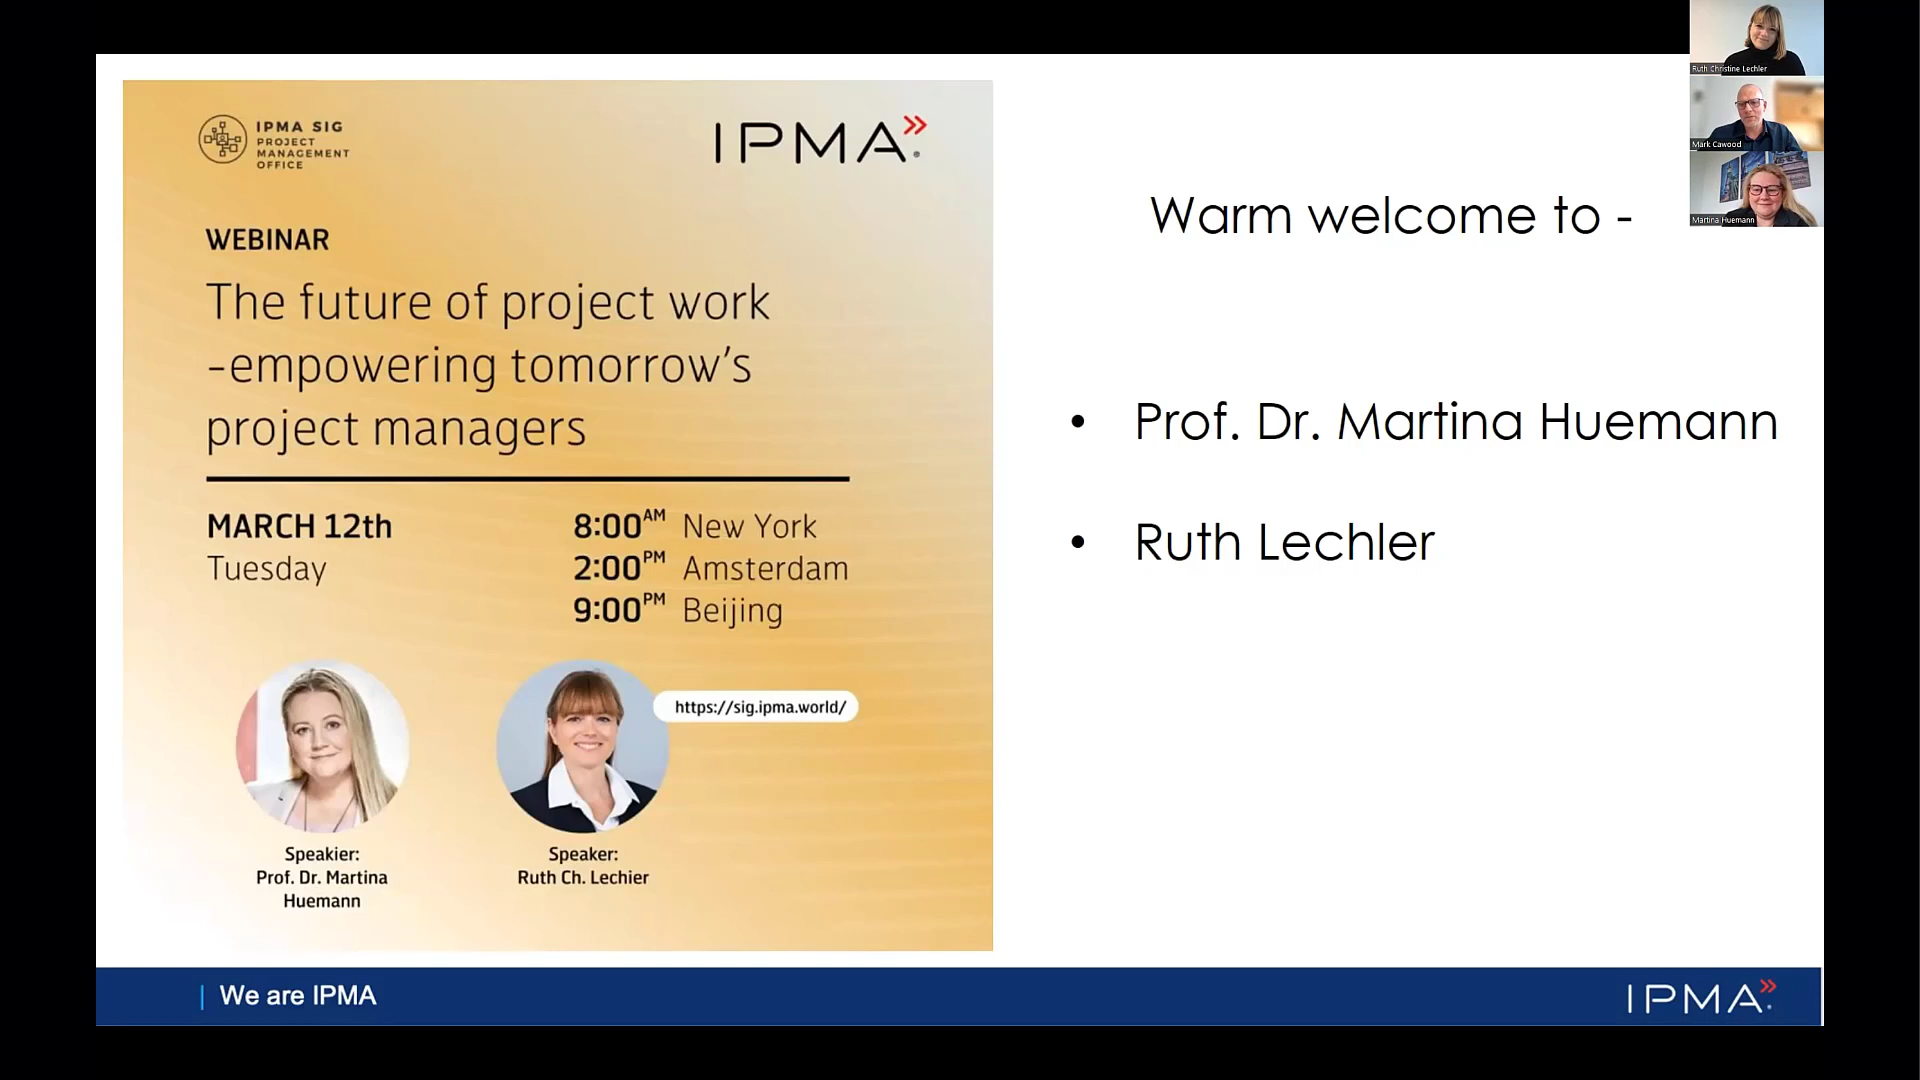 IPMA SIG
PROJECT
MANAGEMENT
OFFICE
IPMA
WEBINAR
The future of project work
-empowering tomorrow's
project managers
MARCH 12th
Tuesday
8:00AM New York
2:00PM Amsterdam
9:00PM Beijing
https://sig.ipma.world/
Speakier:
Prof. Dr. Martina
Huemann
Speaker:
Ruth Ch. Lechier
Warm welcome to -
• Prof. Dr. Martina Huemann
• Ruth Lechler
Ruth Christine Lechler
Mark Cawood
Martina Huemann
| We are IPMA
IPMA